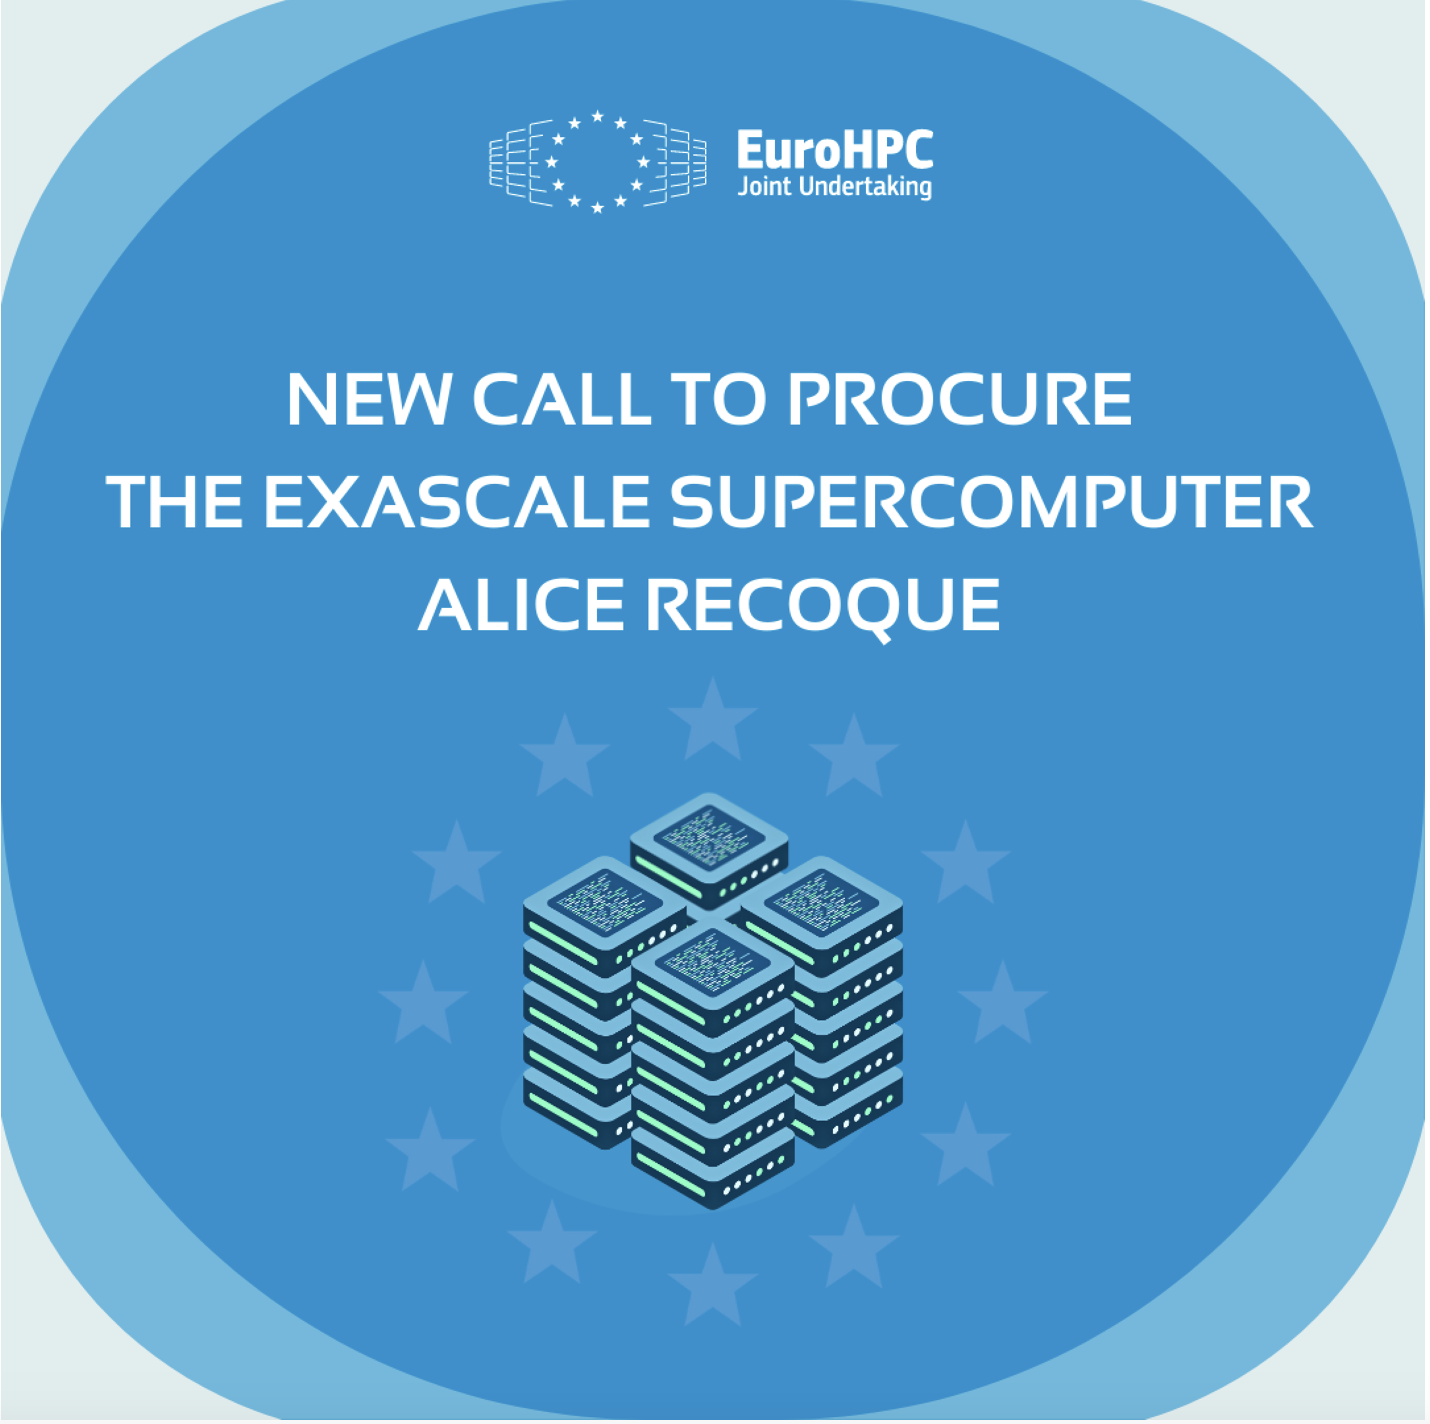 EuroHPC
Joint Undertaking
NEW CALL TO PROCURE
THE EXASCALE SUPERCOMPUTER
ALICE RECOQUE